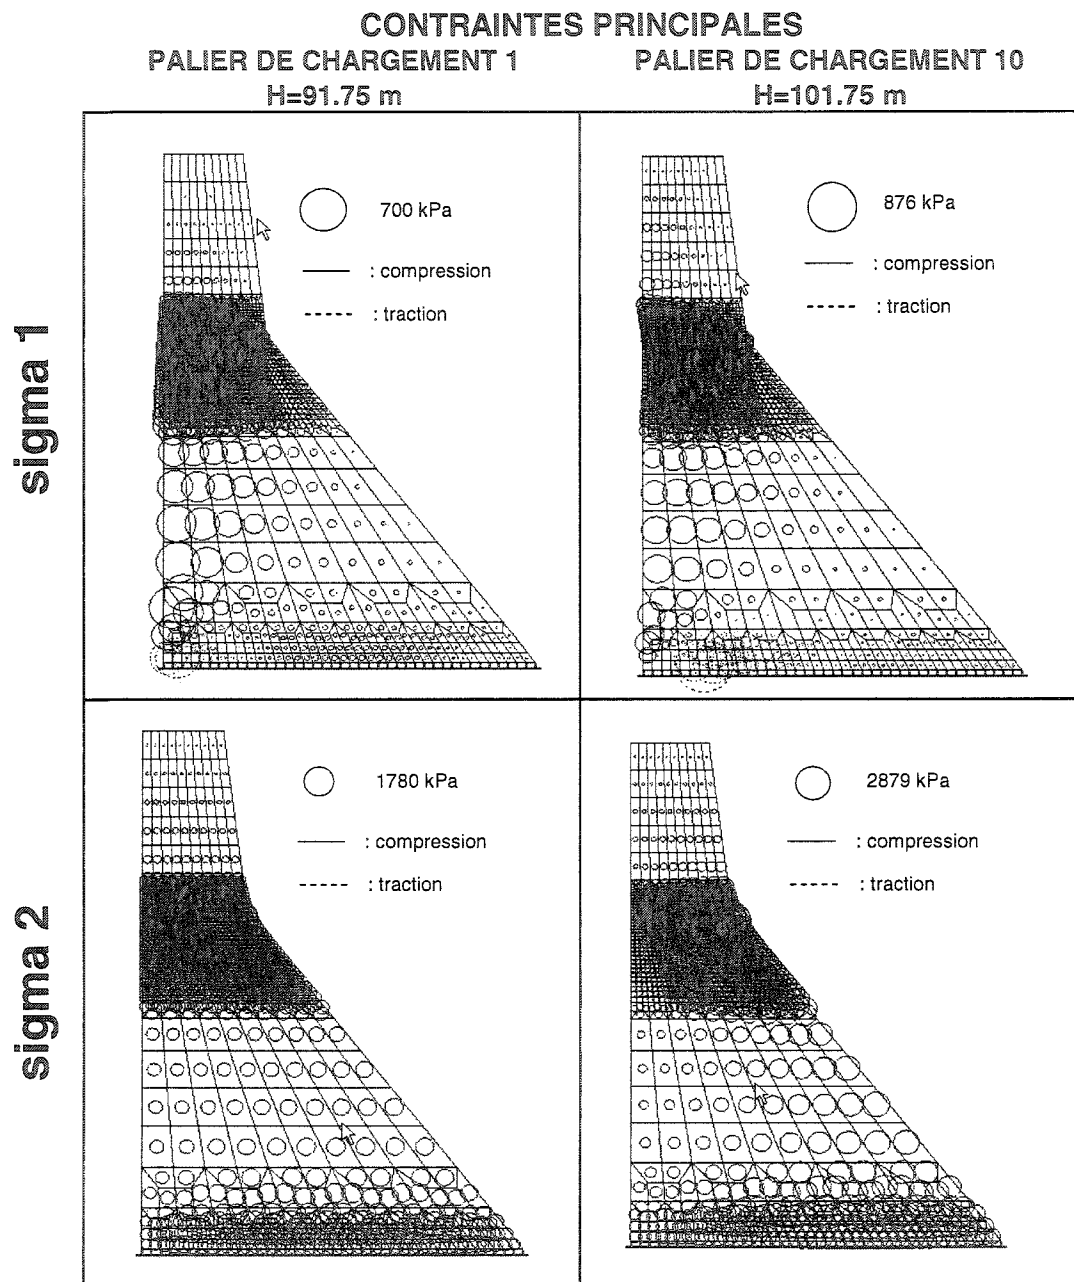 CONTRAINTES PRINCIPALES
PALIER DE CHARGEMENT 1
H=91.75 m
PALIER DE CHARGEMENT 10
H=101.75 m
sigma 1
700 kPa
: compression
: traction
876 kPa
: compression
: traction
sigma 2
1780 kPa
: compression
: traction
2879 kPa
: compression
: traction